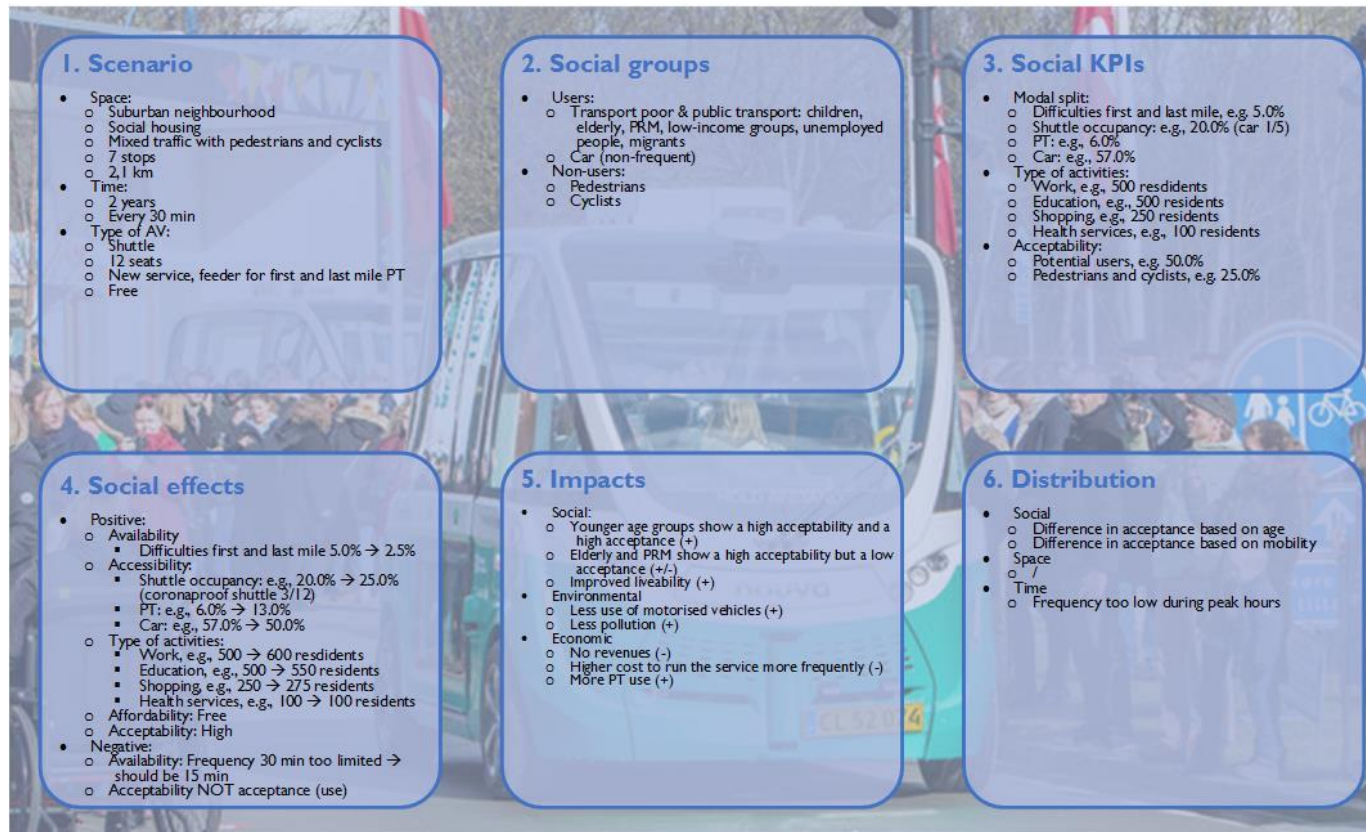 1. Scenario
• Space:
o Suburban neighbourhood
o Social housing
o Mixed traffic with pedestrians and cyclists
o 7 stops
o 2,1 km
• Time:
o 2 years
o Every 30 min
• Type of AV:
o Shuttle
o 12 seats
o New service, feeder for first and last mile PT
o Free
2. Social groups
• Users:
o Transport poor & public transport: children,
elderly, PRM, low-income groups, unemployed
people, migrants
o Car (non-frequent)
• Non-users:
o Pedestrians
o Cyclists
3. Social KPIs
• Modal split:
o Difficulties first and last mile, e.g. 5.0%
o Shuttle occupancy: e.g., 20.0% (car 1/5)
o PT: e.g., 6.0%
o Car: e.g., 57.0%
• Type of activities:
o Work, e.g., 500 resdidents
o Education, e.g., 500 residents
o Shopping, e.g., 250 residents
o Health services, e.g., 100 residents
• Acceptability:
o Potential users, e.g. 50.0%
o Pedestrians and cyclists, e.g. 25.0%
4. Social effects
• Positive:
o Availability
▪ Difficulties first and last mile 5.0% → 2.5%
o Accessibility:
▪ Shuttle occupancy: e.g., 20.0% → 25.0%
(coronaproof shuttle 3/12)
▪ PT: e.g., 6.0% → 13.0%
▪ Car: e.g., 57.0% → 50.0%
o Type of activities:
▪ Work, e.g., 500 → 600 resdidents
▪ Education, e.g., 500 → 550 residents
▪ Shopping, e.g., 250 → 275 residents
▪ Health services, e.g., 100 → 100 residents
o Affordability: Free
o Acceptability: High
• Negative:
o Availability: Frequency 30 min too limited →
should be 15 min
o Acceptability NOT acceptance (use)
5. Impacts
• Social:
o Younger age groups show a high acceptability and a
high acceptance (+)
o Elderly and PRM show a high acceptability but a low
acceptance (+/-)
o Improved liveability (+)
• Environmental
o Less use of motorised vehicles (+)
o Less pollution (+)
• Economic
o No revenues (-)
o Higher cost to run the service more frequently (-)
o More PT use (+)
6. Distribution
• Social
o Difference in acceptance based on age
o Difference in acceptance based on mobility
• Space
o /
• Time
o Frequency too low during peak hours